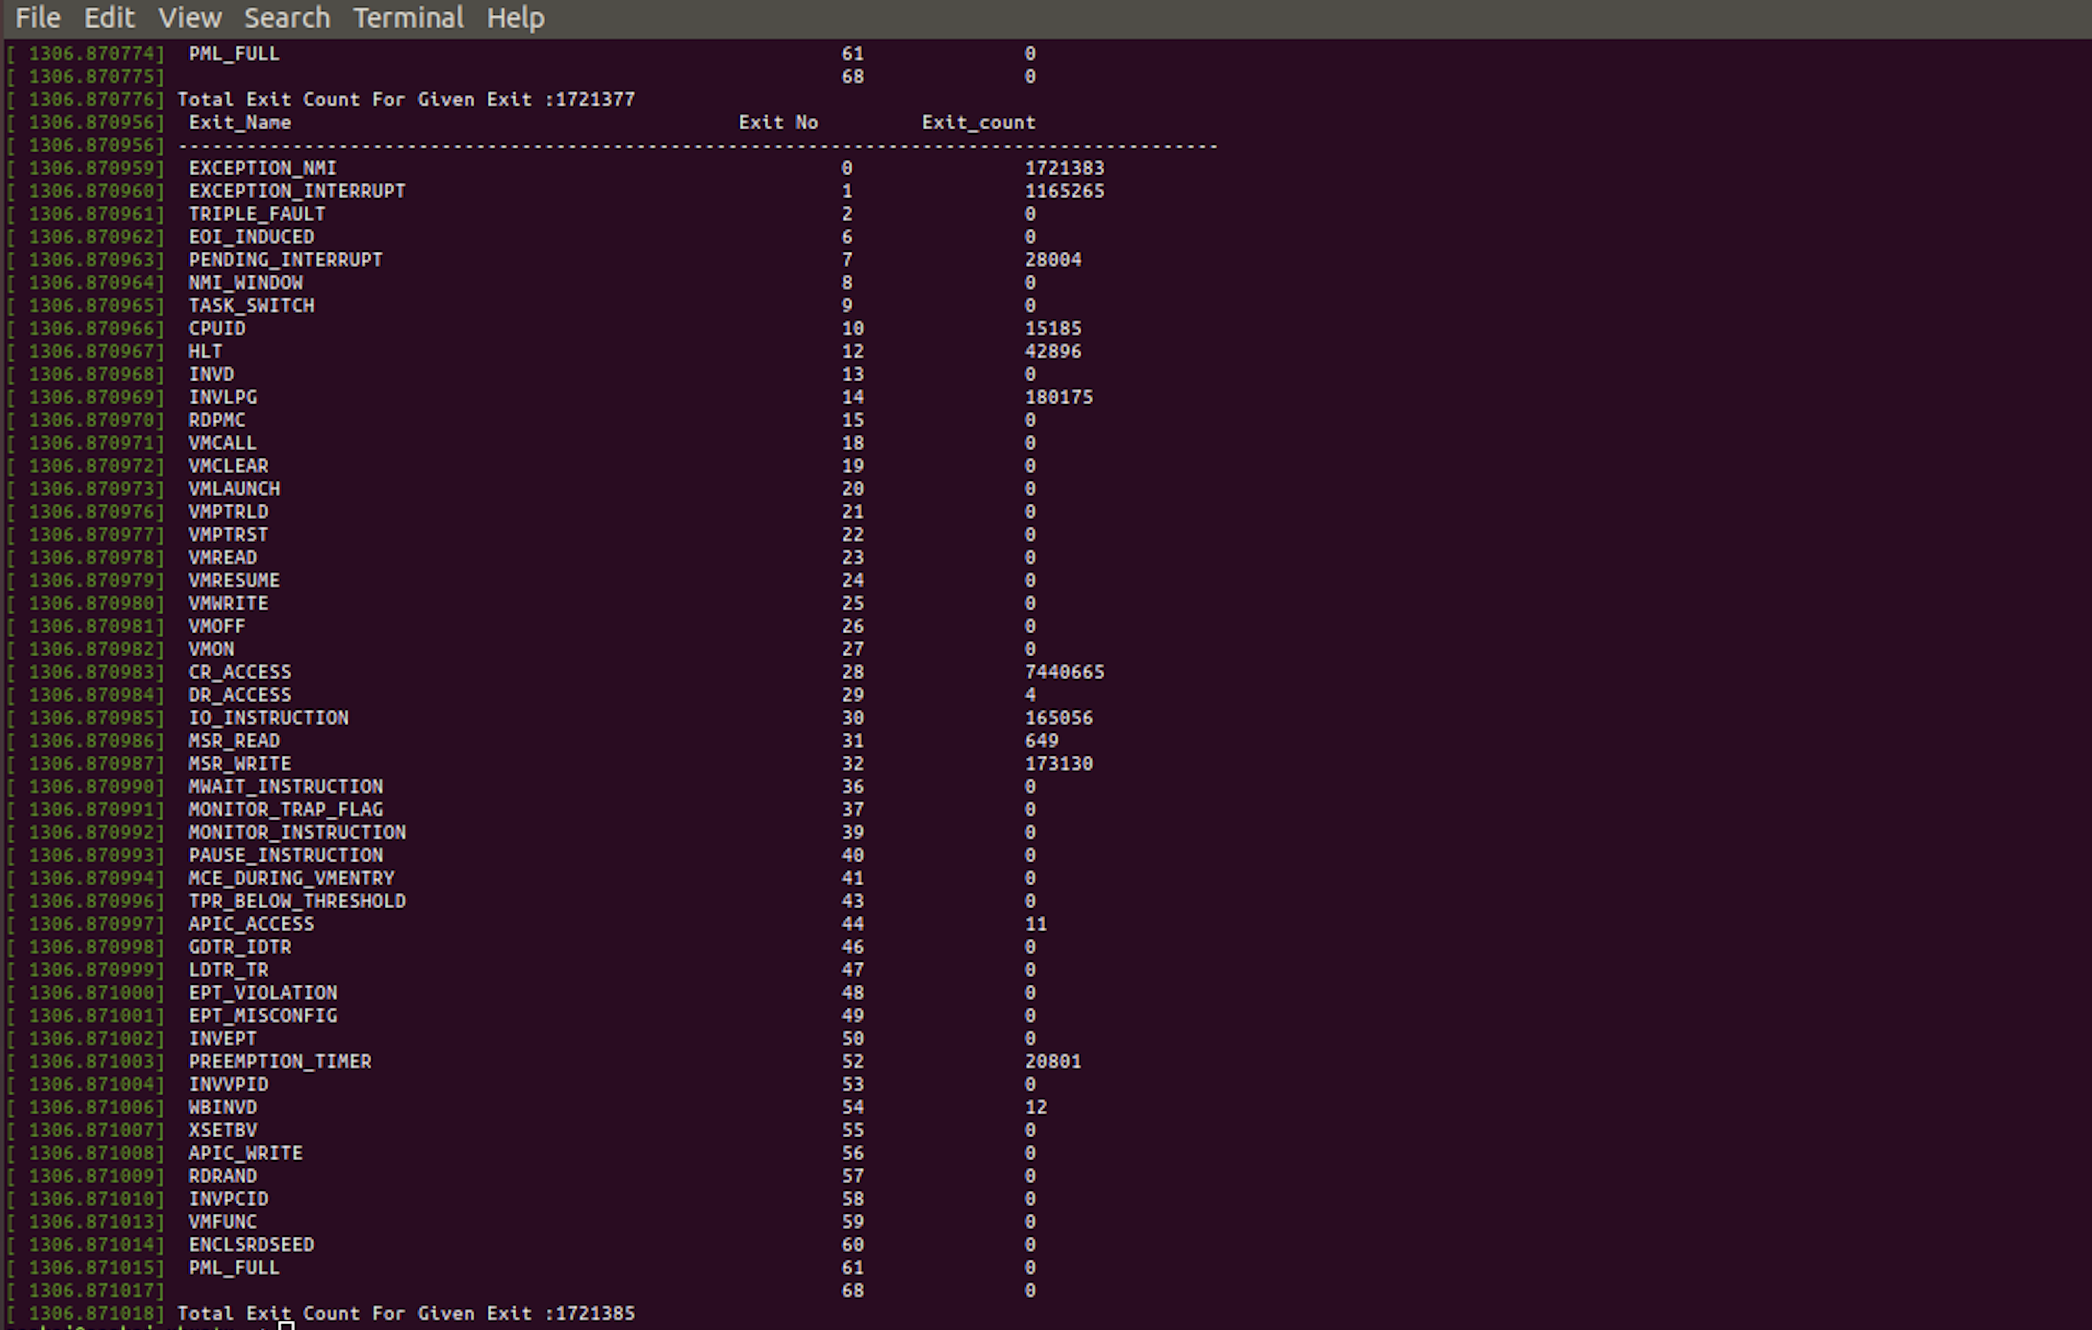 File Edit View Search Terminal Help
[ 1306.870774] PML_FULL 61 0
[ 1306.870775] 68 0
[ 1306.870776] Total Exit Count For Given Exit :1721377
[ 1306.870956] Exit_Name Exit No Exit_count
[ 1306.870956] -------------------------------------------------------------------------------------------
[ 1306.870959] EXCEPTION_NMI 0 1721383
[ 1306.870960] EXCEPTION_INTERRUPT 1 1165265
[ 1306.870961] TRIPLE_FAULT 2 0
[ 1306.870962] EOI_INDUCED 6 0
[ 1306.870963] PENDING_INTERRUPT 7 28004
[ 1306.870964] NMI_WINDOW 8 0
[ 1306.870965] TASK_SWITCH 9 0
[ 1306.870966] CPUID 10 15185
[ 1306.870967] HLT 12 42896
[ 1306.870968] INVD 13 0
[ 1306.870969] INVLPG 14 180175
[ 1306.870970] RDPMC 15 0
[ 1306.870971] VMCALL 18 0
[ 1306.870972] VMCLEAR 19 0
[ 1306.870973] VMLAUNCH 20 0
[ 1306.870976] VMPTRLD 21 0
[ 1306.870977] VMPTRST 22 0
[ 1306.870978] VMREAD 23 0
[ 1306.870979] VMRESUME 24 0
[ 1306.870980] VMWRITE 25 0
[ 1306.870981] VMOFF 26 0
[ 1306.870982] VMON 27 0
[ 1306.870983] CR_ACCESS 28 7440665
[ 1306.870984] DR_ACCESS 29 4
[ 1306.870985] IO_INSTRUCTION 30 165056
[ 1306.870986] MSR_READ 31 649
[ 1306.870987] MSR_WRITE 32 173130
[ 1306.870990] MWAIT_INSTRUCTION 36 0
[ 1306.870991] MONITOR_TRAP_FLAG 37 0
[ 1306.870992] MONITOR_INSTRUCTION 39 0
[ 1306.870993] PAUSE_INSTRUCTION 40 0
[ 1306.870994] MCE_DURING_VMENTRY 41 0
[ 1306.870996] TPR_BELOW_THRESHOLD 43 0
[ 1306.870997] APIC_ACCESS 44 11
[ 1306.870998] GDTR_IDTR 46 0
[ 1306.870999] LDTR_TR 47 0
[ 1306.871000] EPT_VIOLATION 48 0
[ 1306.871001] EPT_MISCONFIG 49 0
[ 1306.871002] INVEPT 50 0
[ 1306.871003] PREEMPTION_TIMER 52 20801
[ 1306.871004] INVVPID 53 0
[ 1306.871006] WBINVD 54 12
[ 1306.871007] XSETBV 55 0
[ 1306.871008] APIC_WRITE 56 0
[ 1306.871009] RDRAND 57 0
[ 1306.871010] INVPCID 58 0
[ 1306.871013] VMFUNC 59 0
[ 1306.871014] ENCLSRDSEED 60 0
[ 1306.871015] PML_FULL 61 0
[ 1306.871017] 68 0
[ 1306.871018] Total Exit Count For Given Exit :1721385